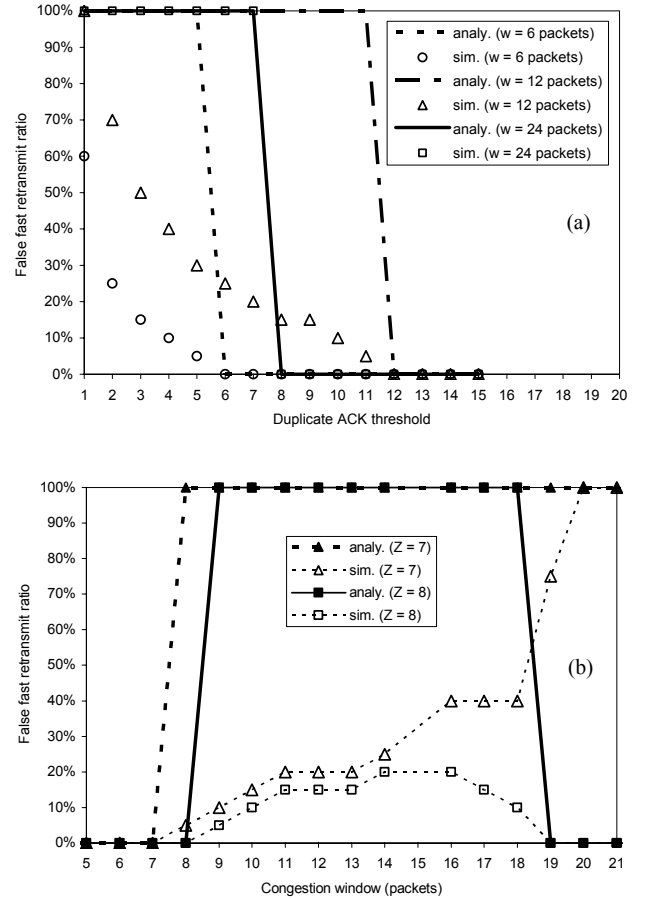 100%
90%
80%
70%
60%
50%
40%
30%
20%
10%
0%
False fast retransmit ratio
analy. (w = 6 packets)
sim. (w = 6 packets)
analy. (w = 12 packets)
sim. (w = 12 packets)
analy. (w = 24 packets)
sim. (w = 24 packets)
(a)
1 2 3 4 5 6 7 8 9 10 11 12 13 14 15 16 17 18 19 20
Duplicate ACK threshold
100%
90%
80%
70%
60%
50%
40%
30%
20%
10%
0%
False fast retransmit ratio
analy. (Z = 7)
sim. (Z = 7)
analy. (Z = 8)
sim. (Z = 8)
(b)
5 6 7 8 9 10 11 12 13 14 15 16 17 18 19 20 21
Congestion window (packets)